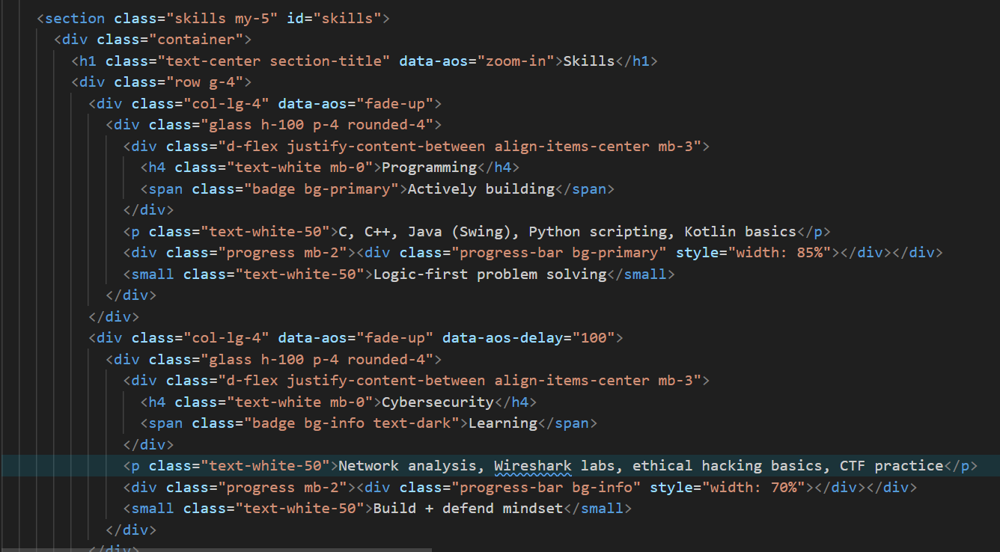 <section class="skills my-5" id="skills">
<div class="container">
<h1 class="text-center section-title" data-aos="zoom-in">Skills</h1>
<div class="row g-4">
<div class="col-lg-4" data-aos="fade-up">
<div class="glass h-100 p-4 rounded-4">
<div class="d-flex justify-content-between align-items-center mb-3">
<h4 class="text-white mb-0">Programming</h4>
<span class="badge bg-primary">Actively building</span>
</div>
<p class="text-white-50">C, C++, Java (Swing), Python scripting, Kotlin basics</p>
<div class="progress mb-2"><div class="progress-bar bg-primary" style="width: 85%"></div></div>
<small class="text-white-50">Logic-first problem solving</small>
</div>
</div>
<div class="col-lg-4" data-aos="fade-up" data-aos-delay="100">
<div class="glass h-100 p-4 rounded-4">
<div class="d-flex justify-content-between align-items-center mb-3">
<h4 class="text-white mb-0">Cybersecurity</h4>
<span class="badge bg-info text-dark">Learning</span>
</div>
<p class="text-white-50">Network analysis, Wireshark labs, ethical hacking basics, CTF practice</p>
<div class="progress mb-2"><div class="progress-bar bg-info" style="width: 70%"></div></div>
<small class="text-white-50">Build + defend mindset</small>
</div>
</div>